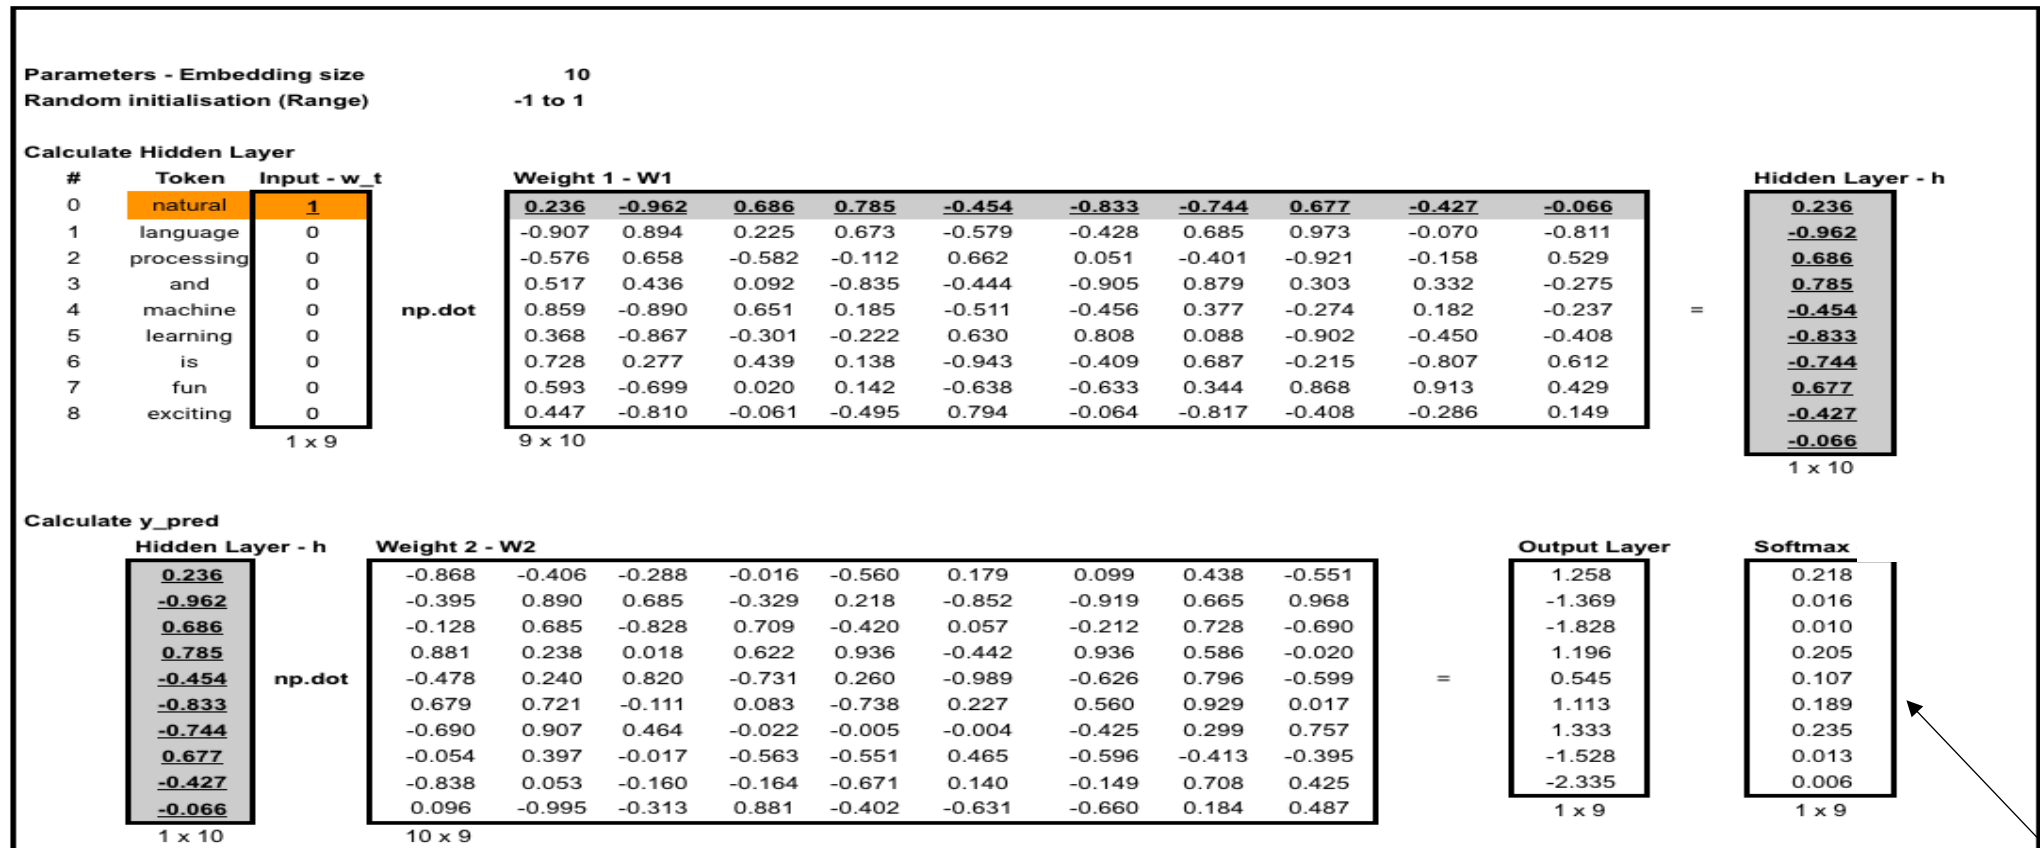 Parameters - Embedding size 10
Random initialisation (Range) -1 to 1
Calculate Hidden Layer
# Token Input - w_t Weight 1 - W1 Hidden Layer - h
0 natural 1 0.236 -0.962 0.686 0.785 -0.454 -0.833 -0.744 0.677 -0.427 -0.066 0.236
1 language 0 -0.907 0.894 0.225 0.673 -0.579 -0.428 0.685 0.973 -0.070 -0.811 -0.962
2 processing 0 -0.576 0.658 -0.582 -0.112 0.662 0.051 -0.401 -0.921 -0.158 0.529 0.686
3 and 0 0.517 0.436 0.092 -0.835 -0.444 -0.905 0.879 0.303 0.332 -0.275 0.785
4 machine 0 np.dot 0.859 -0.890 0.651 0.185 -0.511 -0.456 0.377 -0.274 0.182 -0.237 = -0.454
5 learning 0 0.368 -0.867 -0.301 -0.222 0.630 0.808 0.088 -0.902 -0.450 -0.408 -0.833
6 is 0 0.728 0.277 0.439 0.138 -0.943 -0.409 0.687 -0.215 -0.807 0.612 -0.744
7 fun 0 0.593 -0.699 0.020 0.142 -0.638 -0.633 0.344 0.868 0.913 0.429 0.677
8 exciting 0 0.447 -0.810 -0.061 -0.495 0.794 -0.064 -0.817 -0.408 -0.286 0.149 -0.427
1 x 9 9 x 10 -0.066
1 x 10
Calculate y_pred
Hidden Layer - h Weight 2 - W2 Output Layer Softmax
0.236 -0.868 -0.406 -0.288 -0.016 -0.560 0.179 0.099 0.438 -0.551 1.258 0.218
-0.962 -0.395 0.890 0.685 -0.329 0.218 -0.852 -0.919 0.665 0.968 -1.369 0.016
0.686 -0.128 0.685 -0.828 0.709 -0.420 0.057 -0.212 0.728 -0.690 -1.828 0.010
0.785 0.881 0.238 0.018 0.622 0.936 -0.442 0.936 0.586 -0.020 1.196 0.205
-0.454 np.dot -0.478 0.240 0.820 -0.731 0.260 -0.989 -0.626 0.796 -0.599 = 0.545 0.107
-0.833 0.679 0.721 -0.111 0.083 -0.738 0.227 0.560 0.929 0.017 1.113 0.189
-0.744 -0.690 0.907 0.464 -0.022 -0.005 -0.004 -0.425 0.299 0.757 1.333 0.235
0.677 -0.054 0.397 -0.017 -0.563 -0.551 0.465 -0.596 -0.413 -0.395 -1.528 0.013
-0.427 -0.838 0.053 -0.160 -0.164 -0.671 0.140 -0.149 0.708 0.425 -2.335 0.006
-0.066 0.096 -0.995 -0.313 0.881 -0.402 -0.631 -0.660 0.184 0.487 1 x 9 1 x 9
1 x 10 10 x 9